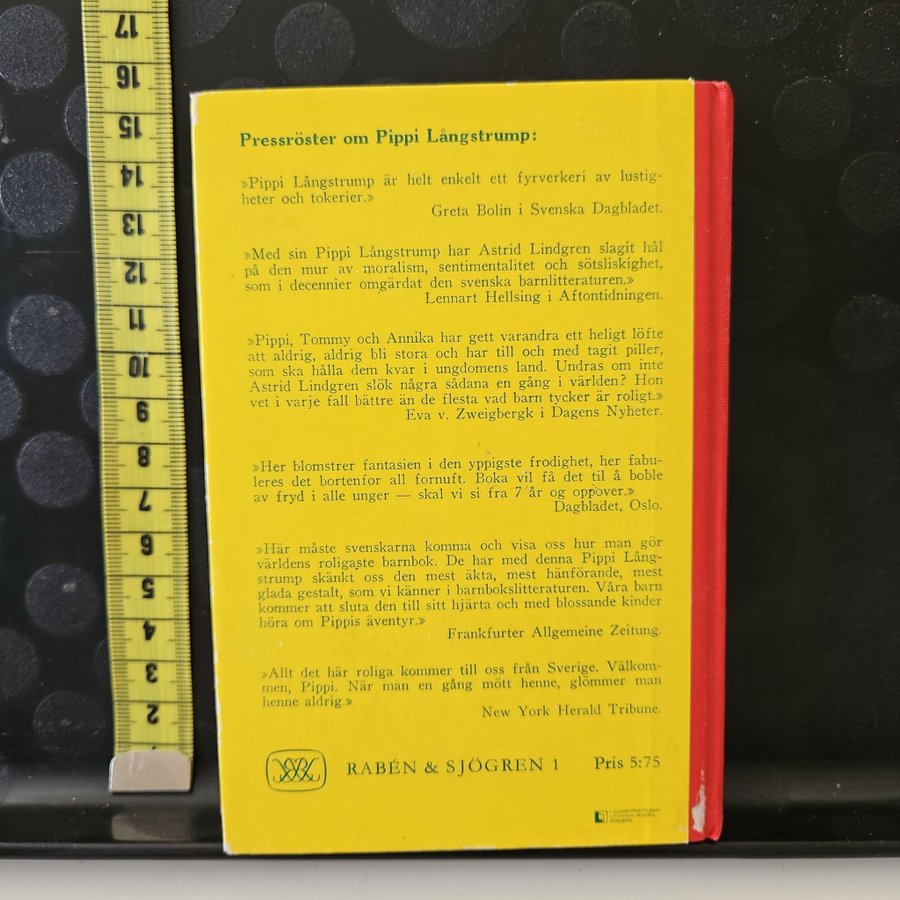 17
16
15
14
13
12
11
10
9
8
7
6
5
4
3
2
Pressröster om Pippi Långstrump:
»Pippi Långstrump är helt enkelt ett fyrverkeri av lustig-
heter och tokerier.»
Greta Bolin i Svenska Dagbladet.
»Med sin Pippi Långstrump har Astrid Lindgren slagit hål
på den mur av moralism, sentimentalitet och sötsliskighet,
som i decennier omgärdat den svenska barnlitteraturen.»
Lennart Hellsing i Aftontidningen.
»Pippi, Tommy och Annika har gett varandra ett heligt löfte
att aldrig, aldrig bli stora och har till och med tagit piller,
som ska hålla dem kvar i ungdomens land. Undras om inte
Astrid Lindgren slök några sådana en gång i världen? Hon
vet i varje fall bättre än de flesta vad barn tycker är roligt.»
Eva v. Zweigbergk i Dagens Nyheter.
»Her blomstrer fantasien i den yppigste frodighet, her fabu-
leres det bortenfor all fornuft. Boka vil få det til å boble
av fryd i alle unger — skal vi si fra 7 år og oppover.»
Dagbladet, Oslo.
»Här måste svenskarna komma och visa oss hur man gör
världens roligaste barnbok. De har med denna Pippi Lång-
strump skänkt oss den mest äkta, mest hänförande, mest
glada gestalt, som vi känner i barnbokslitteraturen. Våra barn
kommer att sluta den till sitt hjärta och med blossande kinder
höra om Pippis äventyr.»
Frankfurter Allgemeine Zeitung.
»Allt det här roliga kommer till oss från Sverige. Välkom-
men, Pippi. När man en gång mött henne, glömmer man
henne aldrig.»
New York Herald Tribune.
RABÉN & SJÖGREN 1
Pris 5:75